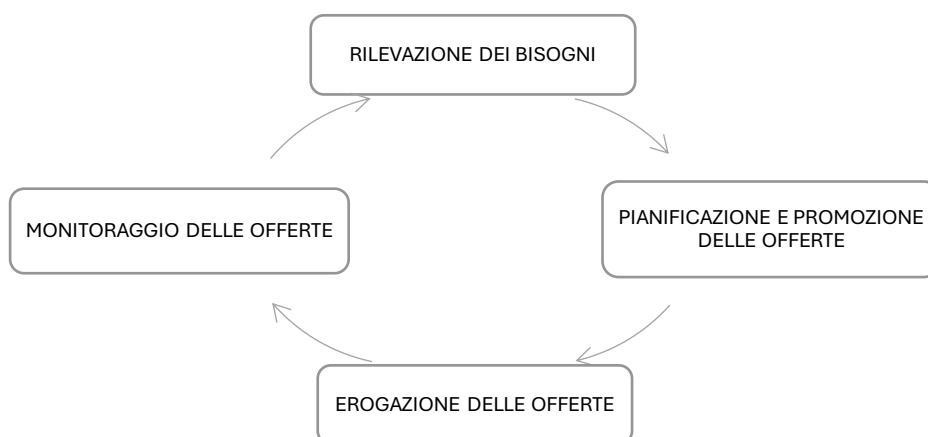 RILEVAZIONE DEI BISOGNI
MONITORAGGIO DELLE OFFERTE
PIANIFICAZIONE E PROMOZIONE
DELLE OFFERTE
EROGAZIONE DELLE OFFERTE